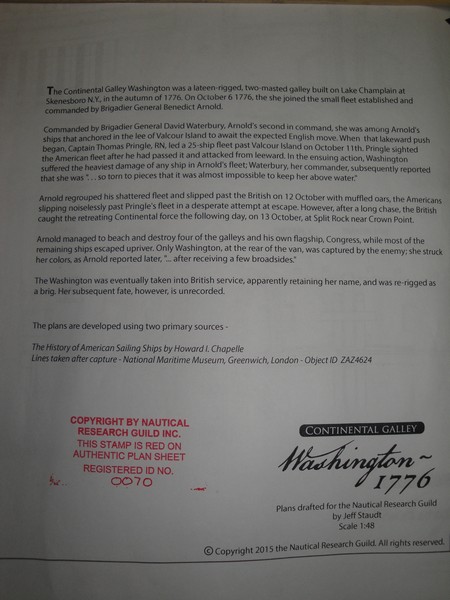 The Continental Galley Washington was a lateen-rigged, two-masted galley built on Lake Champlain at
Skenesboro N.Y., in the autumn of 1776. On October 6 1776, the she joined the small fleet established and
commanded by Brigadier General Benedict Arnold.
Commanded by Brigadier General David Waterbury, Arnold's second in command, she was among Arnold's
ships that anchored in the lee of Valcour Island to await the expected English move. When that lakeward push
began, Captain Thomas Pringle, RN, led a 25-ship fleet past Valcour Island on October 11th. Pringle sighted
the American fleet after he had passed it and attacked from leeward. In the ensuing action, Washington
suffered the heaviest damage of any ship in Arnold's fleet; Waterbury, her commander, subsequently reported
that she was ". . . so torn to pieces that it was almost impossible to keep her above water."
Arnold regrouped his shattered fleet and slipped past the British on 12 October with muffled oars, the Americans
slipping noiselessly past Pringle's fleet in a desperate attempt at escape. However, after a long chase, the British
caught the retreating Continental force the following day, on 13 October, at Split Rock near Crown Point.
Arnold managed to beach and destroy four of the galleys and his own flagship, Congress, while most of the
remaining ships escaped upriver. Only Washington, at the rear of the van, was captured by the enemy; she struck
her colors, as Arnold reported later, "... after receiving a few broadsides."
The Washington was eventually taken into British service, apparently retaining her name, and was re-rigged as
a brig. Her subsequent fate, however, is unrecorded.
The plans are developed using two primary sources -
The History of American Sailing Ships by Howard I. Chapelle
Lines taken after capture - National Maritime Museum, Greenwich, London - Object ID ZAZ4624
COPYRIGHT BY NAUTICAL
RESEARCH GUILD INC.
THIS STAMP IS RED ON
AUTHENTIC PLAN SHEET
REGISTERED ID NO.
0070
CONTINENTAL GALLEY
Washington~
1776
Plans drafted for the Nautical Research Guild
by Jeff Staudt
Scale 1:48
© Copyright 2015 the Nautical Research Guild. All rights reserved.